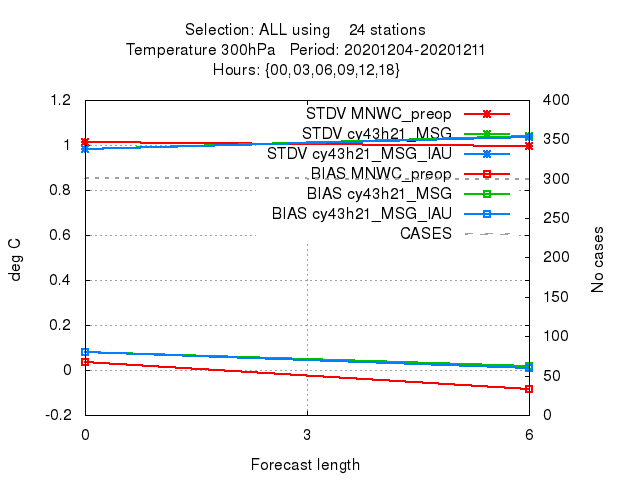 Selection: ALL using    24 stations
Temperature 300hPa   Period: 20201204-20201211
Hours: {00,03,06,09,12,18}
1.2
1
0.8
0.6
0.4
0.2
0
-0.2
deg C
STDV MNWC_preop
STDV cy43h21_MSG
STDV cy43h21_MSG_IAU
BIAS MNWC_preop
BIAS cy43h21_MSG
BIAS cy43h21_MSG_IAU
CASES
400
350
300
250
200
150
100
50
0
No cases
0 3 6
Forecast length